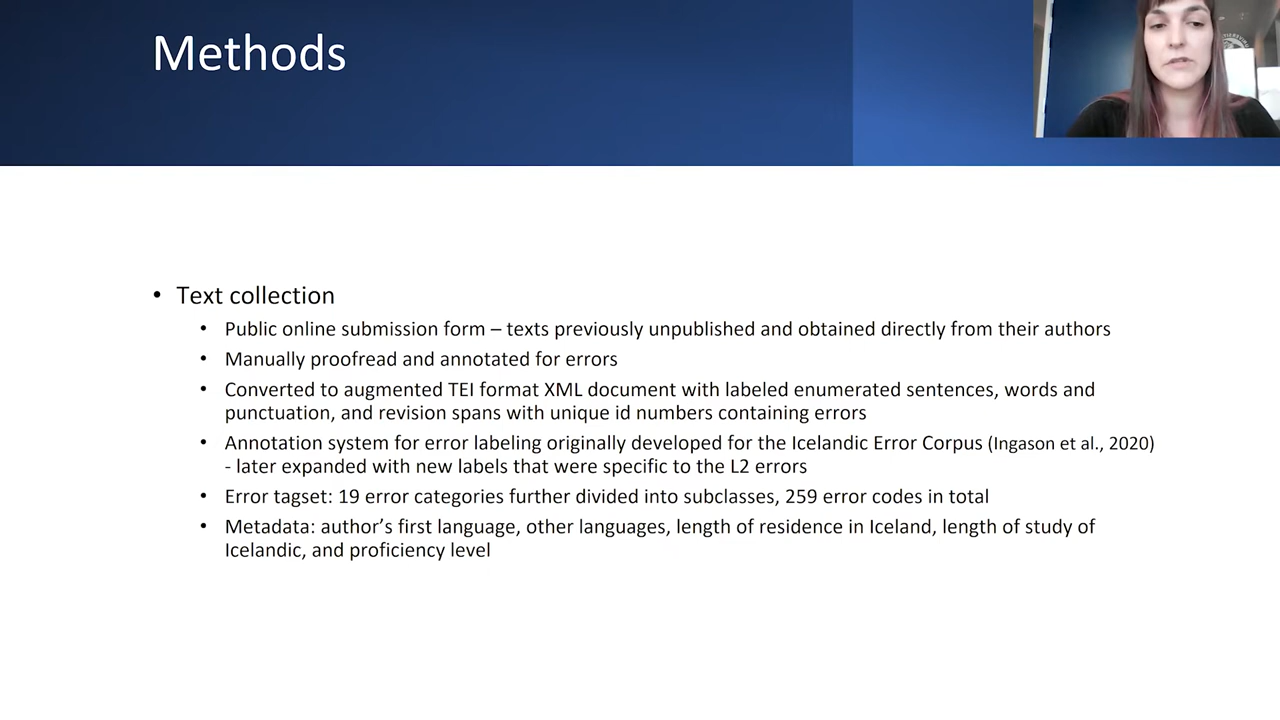 Methods
• Text collection
• Public online submission form – texts previously unpublished and obtained directly from their authors
• Manually proofread and annotated for errors
• Converted to augmented TEI format XML document with labeled enumerated sentences, words and
punctuation, and revision spans with unique id numbers containing errors
• Annotation system for error labeling originally developed for the Icelandic Error Corpus (Ingason et al., 2020)
- later expanded with new labels that were specific to the L2 errors
• Error tagset: 19 error categories further divided into subclasses, 259 error codes in total
• Metadata: author’s first language, other languages, length of residence in Iceland, length of study of
Icelandic, and proficiency level